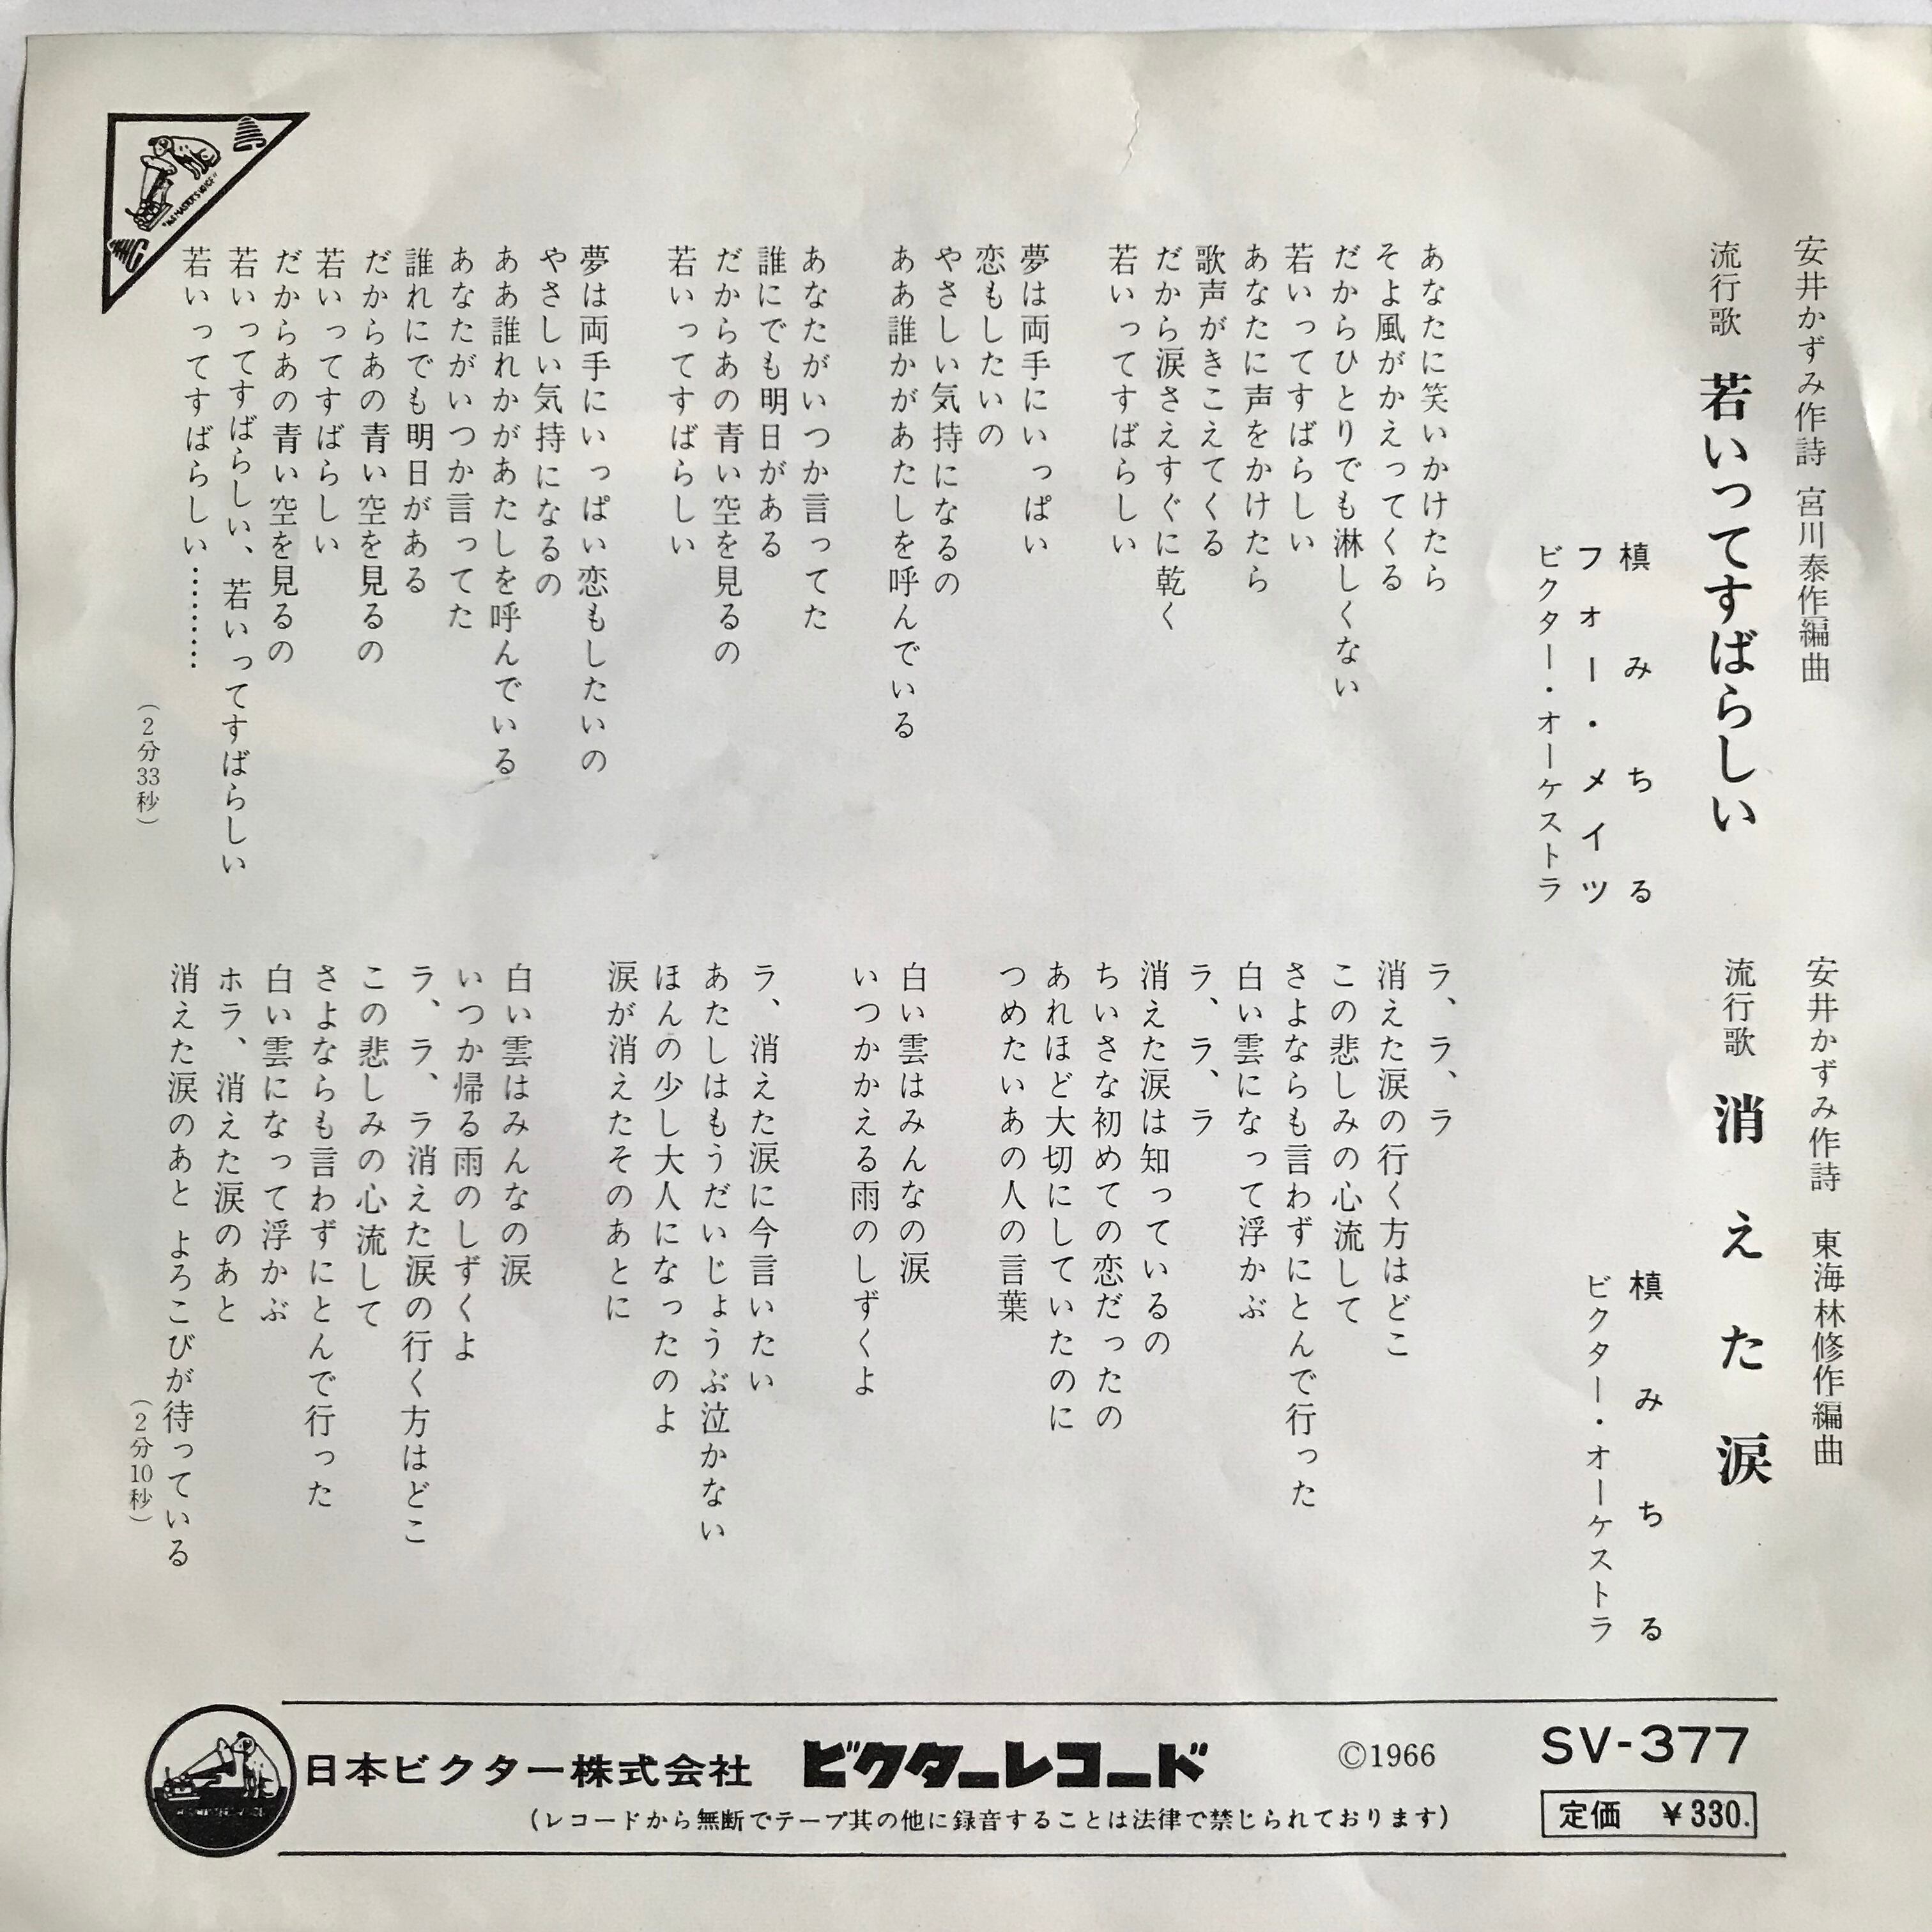 安井かずみ作詩 宮川泰作編曲
流行歌 若いってすばらしい
槙みちる
フォー・メイツ
ビクター・オーケストラ
あなたに笑いかけたら
そよ風がかえってくる
だからひとりでも淋しくない
若いってすばらしい
あなたに声をかけたら
歌声がきこえてくる
だから涙さえすぐに乾く
若いってすばらしい
夢は両手にいっぱい
恋もしたいの
やさしい気持になるの
ああ誰かがあたしを呼んでいる
あなたがいつか言ってた
誰にでも明日がある
だからあの青い空を見るの
若いってすばらしい
夢は両手にいっぱい恋もしたいの
やさしい気持になるの
ああ誰れかがあたしを呼んでいる
あなたがいつか言ってた
誰れにでも明日がある
だからあの青い空を見るの
若いってすばらしい
だからあの青い空を見るの
若いってすばらしい、若いってすばらしい
若いってすばらしい………
(2分33秒)
安井かずみ作詩 東海林修作編曲
流行歌 消えた涙
槙みちる
ビクター・オーケストラ
ラ、ラ、ラ
消えた涙の行く方はどこ
この悲しみの心流して
さよならも言わずにとんで行った
白い雲になって浮かぶ
ラ、ラ、ラ
消えた涙は知っているの
ちいさな初めての恋だったの
あれほど大切にしていたのに
つめたいあの人の言葉
白い雲はみんなの涙
いつかかえる雨のしずくよ
ラ、消えた涙に今言いたい
あたしはもうだいじょうぶ泣かない
ほんの少し大人になったのよ
涙が消えたそのあとに
白い雲はみんなの涙
いつか帰る雨のしずくよ
ラ、ラ、ラ消えた涙の行く方はどこ
この悲しみの心流して
さよならも言わずにとんで行った
白い雲になって浮かぶ
ホラ、消えた涙のあと
消えた涙のあと よろこびが待っている
(2分10秒)
"HIS MASTER'S VOICE"
日本ビクター株式会社 ビクターレコード ©1966 SV-377
(レコードから無断でテープ其の他に録音することは法律で禁じられております)
定価 ¥330.